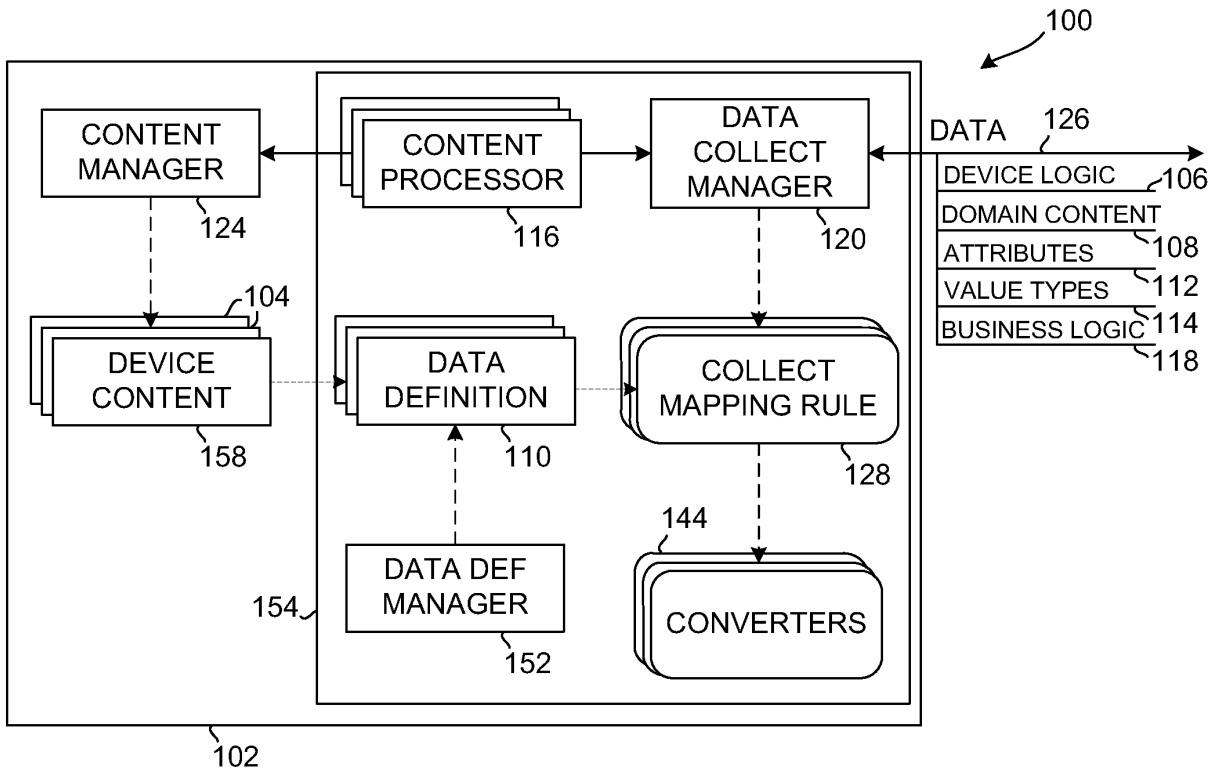 100
CONTENT
MANAGER
124
CONTENT
PROCESSOR
116
DATA
COLLECT
MANAGER
120
DATA
126
DEVICE LOGIC
106
DOMAIN CONTENT
108
ATTRIBUTES
112
VALUE TYPES
114
BUSINESS LOGIC
118
104
DEVICE
CONTENT
158
DATA
DEFINITION
110
COLLECT
MAPPING RULE
128
DATA DEF
MANAGER
152
154
144
CONVERTERS
102